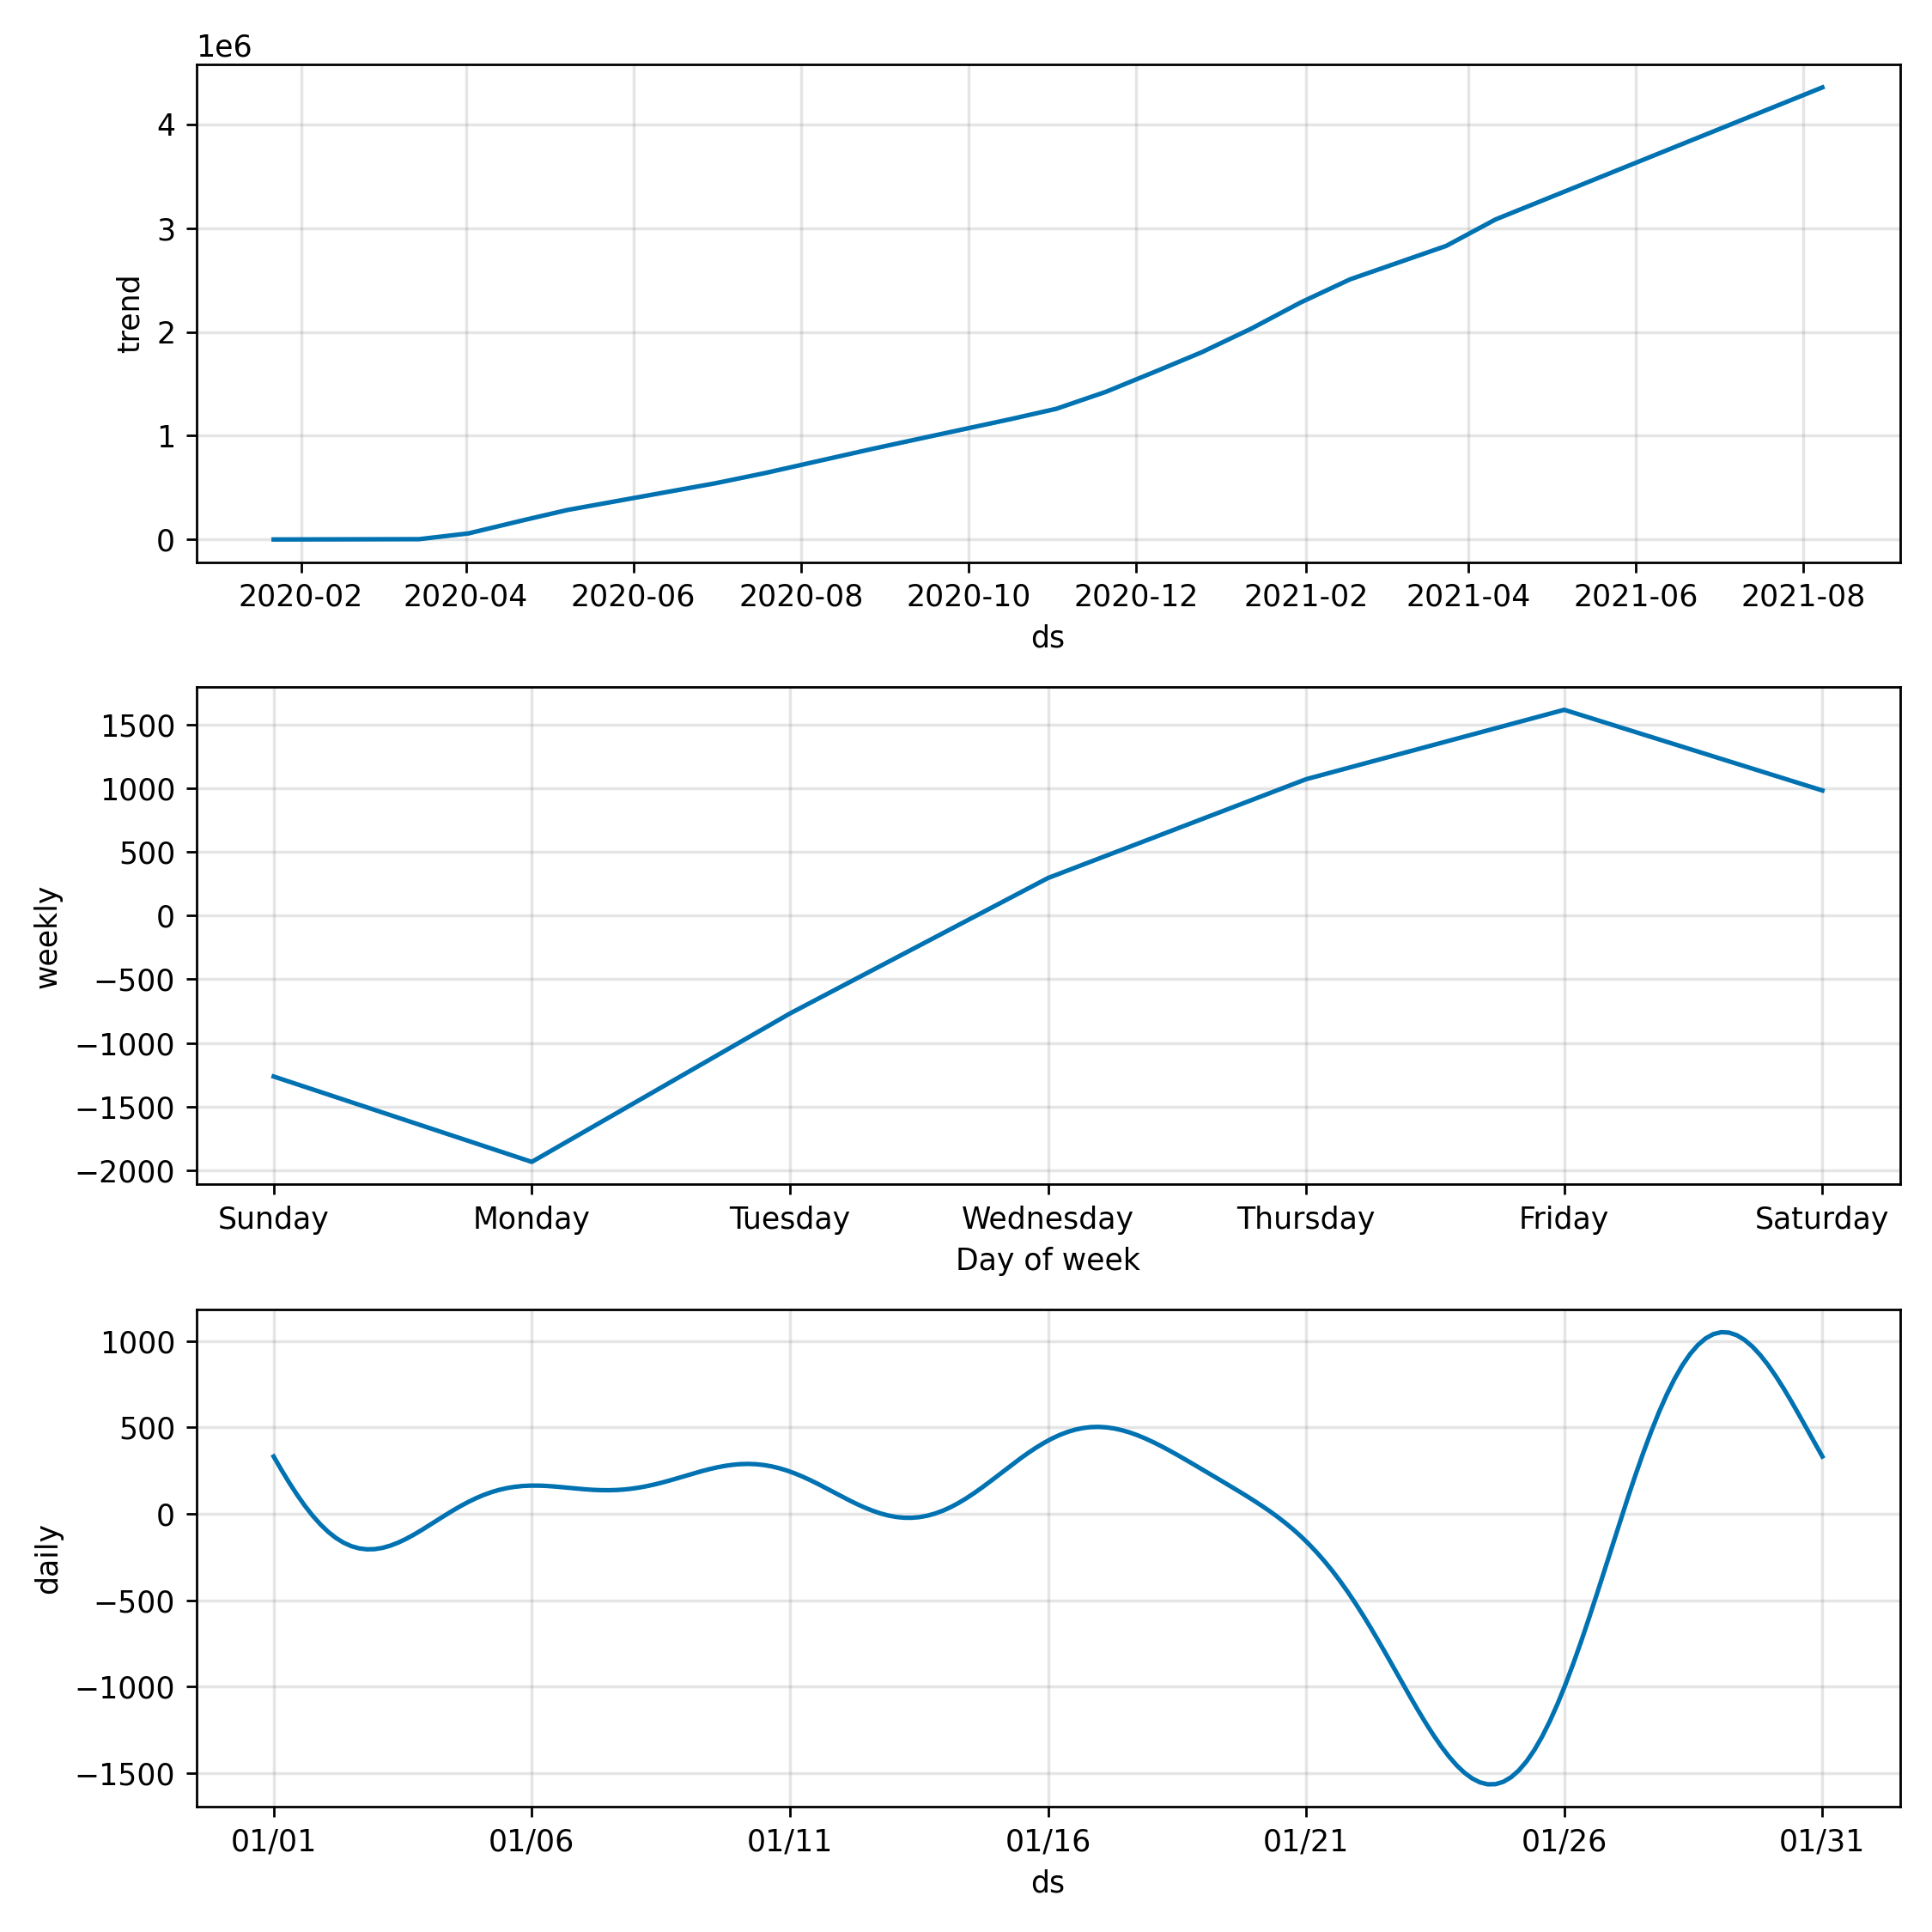 1e6
4
3
2
1
0
trend
2020-02 2020-04 2020-06 2020-08 2020-10 2020-12 2021-02 2021-04 2021-06 2021-08
ds
1500
1000
500
0
−500
−1000
−1500
−2000
weekly
Sunday Monday Tuesday Wednesday Thursday Friday Saturday
Day of week
1000
500
0
−500
−1000
−1500
daily
01/01 01/06 01/11 01/16 01/21 01/26 01/31
ds